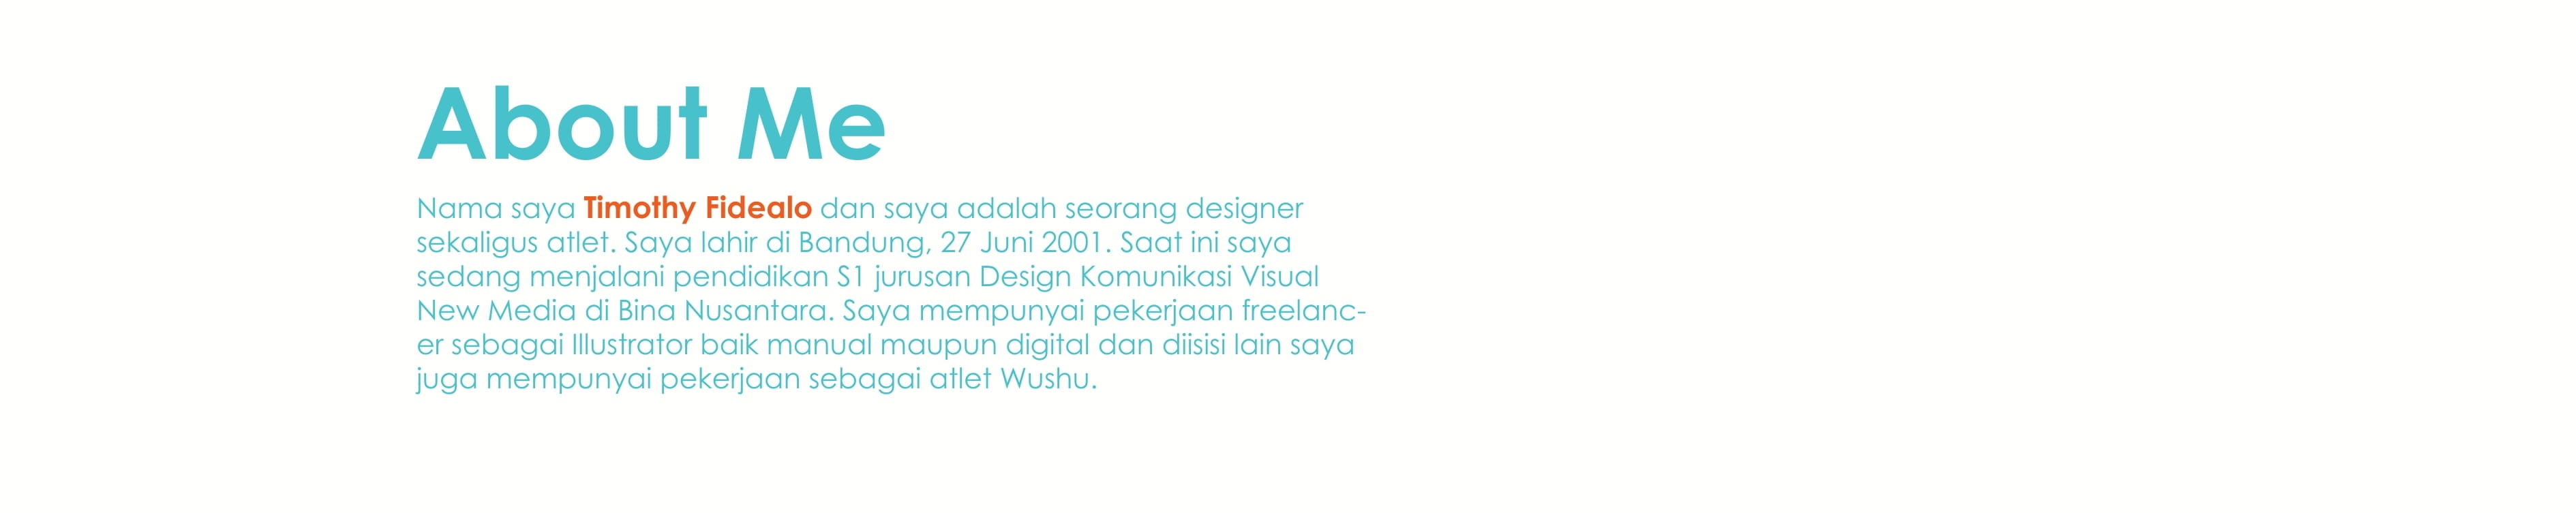 About Me
Nama saya Timothy Fidealo dan saya adalah seorang designer
sekaligus atlet. Saya lahir di Bandung, 27 Juni 2001. Saat ini saya
sedang menjalani pendidikan S1 jurusan Design Komunikasi Visual
New Media di Bina Nusantara. Saya mempunyai pekerjaan freelanc-
er sebagai Illustrator baik manual maupun digital dan diisisi lain saya
juga mempunyai pekerjaan sebagai atlet Wushu.